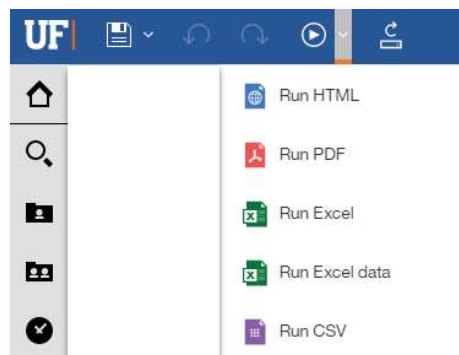 UF
Run HTML
Run PDF
Run Excel
Run Excel data
Run CSV